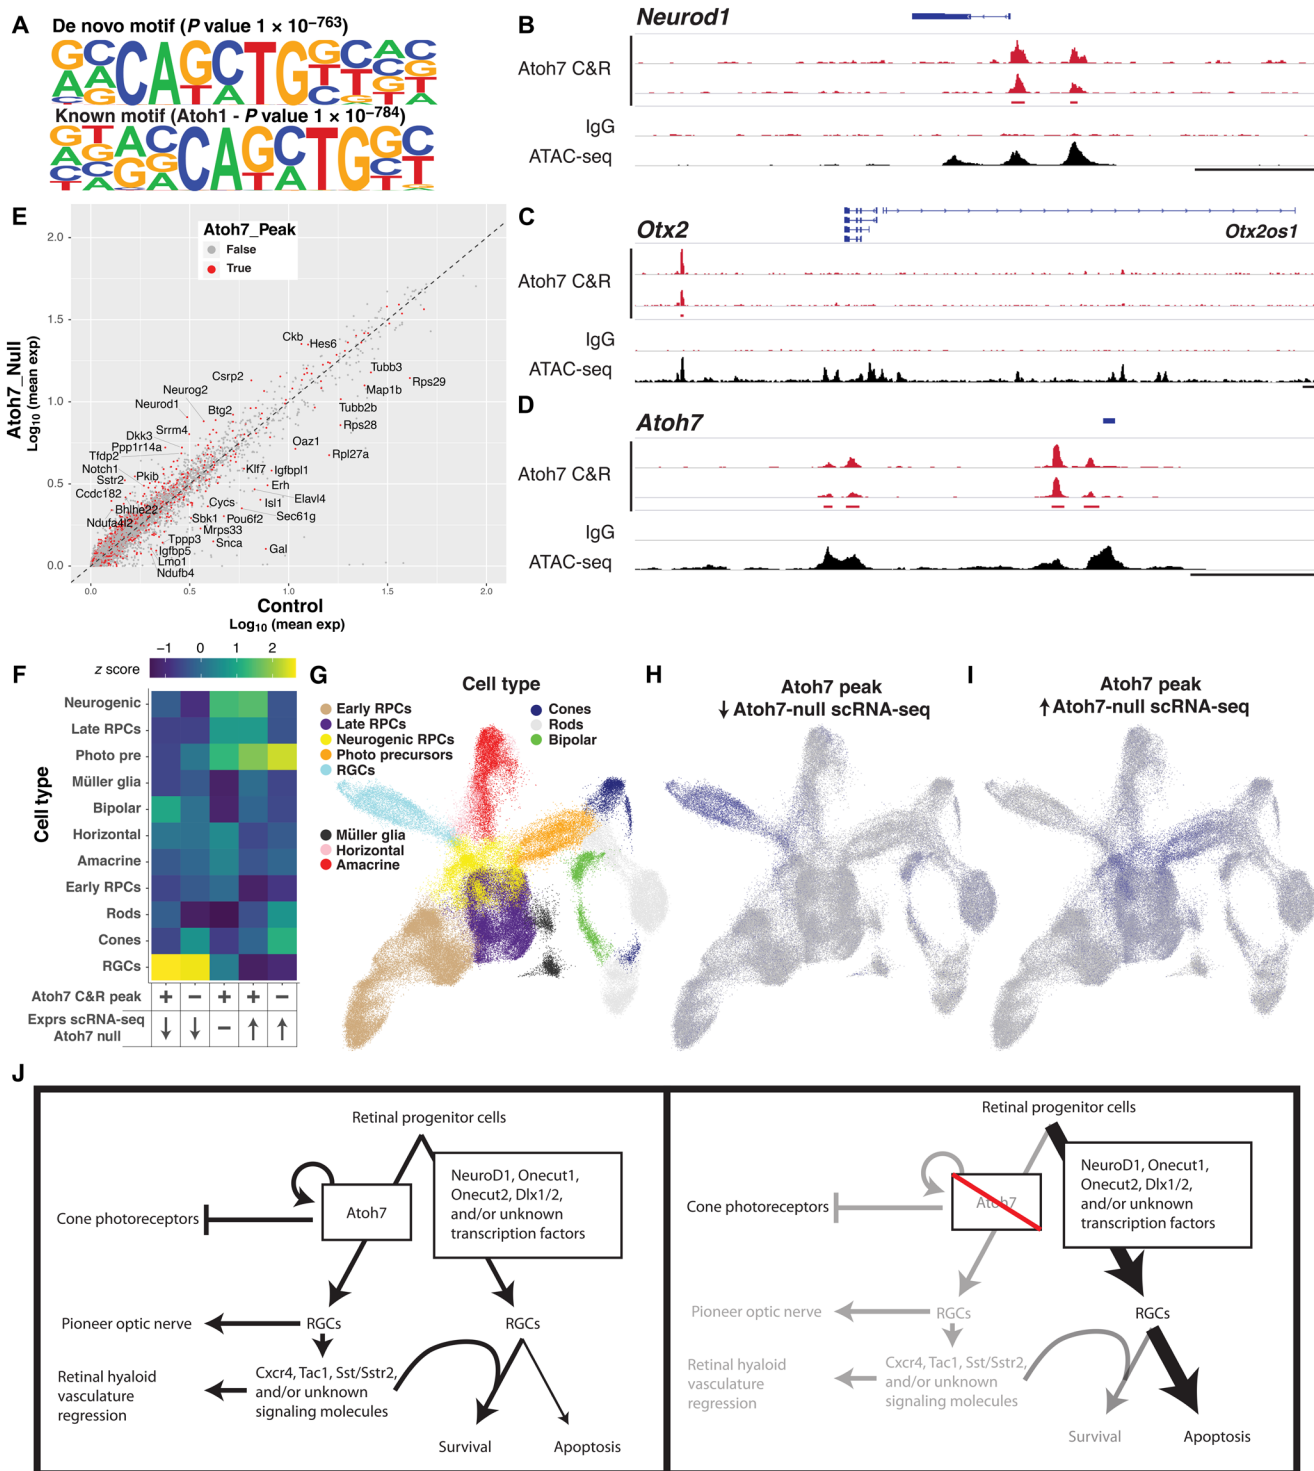 A
De novo motif (P value 1 × 10−763)
Known motif (Atoh1 - P value 1 × 10−784)
B
Neurod1
Atoh7 C&R
IgG
ATAC-seq
C
Otx2
Otx2os1
Atoh7 C&R
IgG
ATAC-seq
D
Atoh7
Atoh7 C&R
IgG
ATAC-seq
E
Atoh7_Peak
False
True
Atoh7_Null
Log10 (mean exp)
2.0
1.5
1.0
0.5
0.0
Ckb
Hes6
Csrp2
Tubb3
Rps29
Neurog2
Map1b
Neurod1
Btg2
Tubb2b
Srrm4
Rps28
Dkk3
Oaz1
Ppp1r14a
Tfdp2
Rpl27a
Notch1
Pkib
Klf7
Igfbpl1
Sstr2
Erh
Ccdc182
Elavl4
Cycs
Isl1
Bhlhe22
Sec61g
Sbk1
Pou6f2
Ndufa4l2
Mrps33
Tppp3
Snca
Gal
Igfbp5
Lmo1
Ndufb4
0.0
0.5
1.0
1.5
2.0
Control
Log10 (mean exp)
F
−1
0
1
2
z score
Cell type
Neurogenic
Late RPCs
Photo pre
Müller glia
Bipolar
Horizontal
Amacrine
Early RPCs
Rods
Cones
RGCs
Atoh7 C&R peak
+ − + + −
Exprs scRNA-seq
Atoh7 null
↓ ↓ − ↑ ↑
G
Cell type
Early RPCs
Late RPCs
Neurogenic RPCs
Photo precursors
RGCs
Cones
Rods
Bipolar
Müller glia
Horizontal
Amacrine
H
Atoh7 peak
↓ Atoh7-null scRNA-seq
I
Atoh7 peak
↑ Atoh7-null scRNA-seq
J
Retinal progenitor cells
NeuroD1, Onecut1,
Onecut2, Dlx1/2,
and/or unknown
transcription factors
Atoh7
Cone photoreceptors
Pioneer optic nerve
RGCs
RGCs
Retinal hyaloid
vasculature
regression
Cxcr4, Tac1, Sst/Sstr2,
and/or unknown
signaling molecules
Survival
Apoptosis
Retinal progenitor cells
NeuroD1, Onecut1,
Onecut2, Dlx1/2,
and/or unknown
transcription factors
Atoh7
Cone photoreceptors
Pioneer optic nerve
RGCs
RGCs
Retinal hyaloid
vasculature
regression
Cxcr4, Tac1, Sst/Sstr2,
and/or unknown
signaling molecules
Survival
Apoptosis